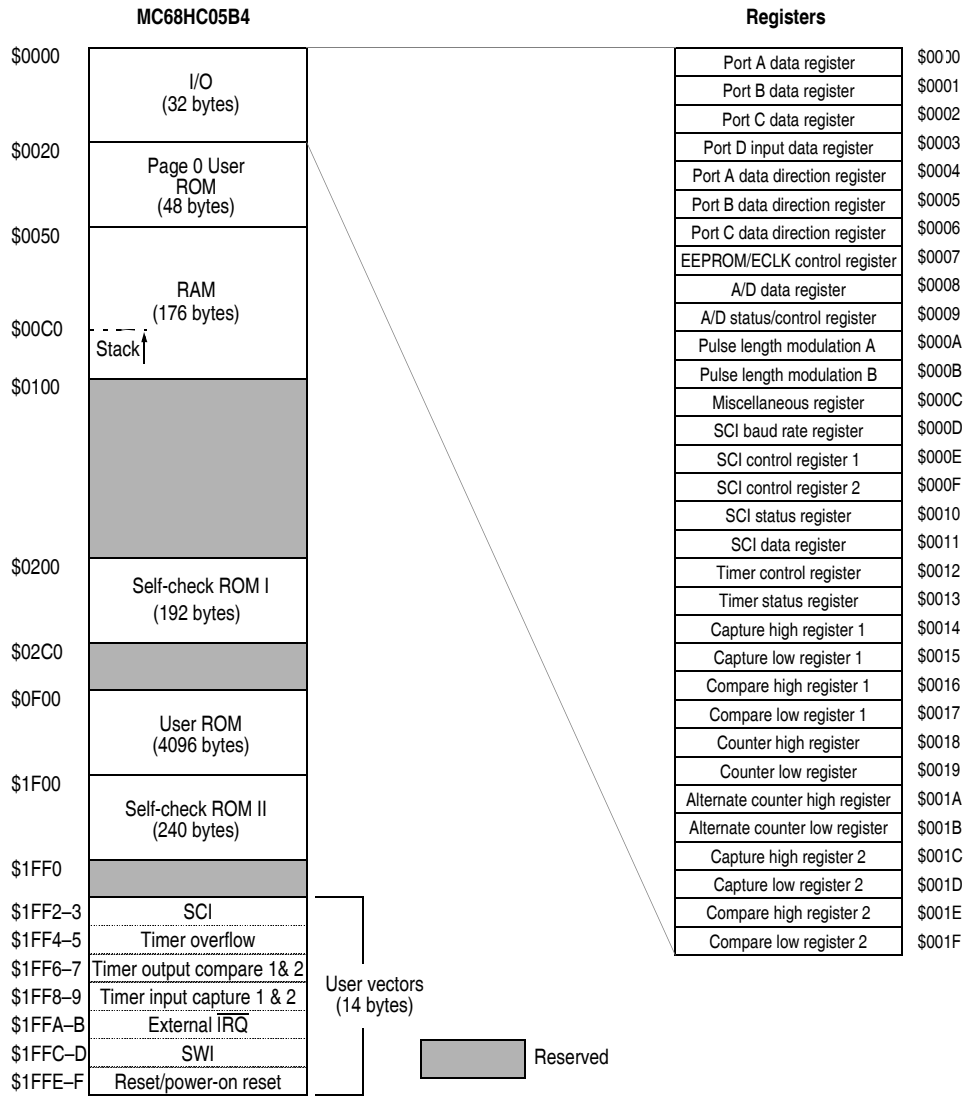 MC68HC05B4
$0000
I/O
(32 bytes)
$0020
Page 0 User
ROM
(48 bytes)
$0050
RAM
(176 bytes)
$00C0
Stack
$0100
$0200
Self-check ROM I
(192 bytes)
$02C0
$0F00
User ROM
(4096 bytes)
$1F00
Self-check ROM II
(240 bytes)
$1FF0
$1FF2–3 SCI
$1FF4–5 Timer overflow
$1FF6–7 Timer output compare 1& 2
$1FF8–9 Timer input capture 1 & 2
$1FFA–B External IRQ
$1FFC–D SWI
$1FFE–F Reset/power-on reset
User vectors
(14 bytes)
Reserved
Registers
Port A data register $0000
Port B data register $0001
Port C data register $0002
Port D input data register $0003
Port A data direction register $0004
Port B data direction register $0005
Port C data direction register $0006
EEPROM/ECLK control register $0007
A/D data register $0008
A/D status/control register $0009
Pulse length modulation A $000A
Pulse length modulation B $000B
Miscellaneous register $000C
SCI baud rate register $000D
SCI control register 1 $000E
SCI control register 2 $000F
SCI status register $0010
SCI data register $0011
Timer control register $0012
Timer status register $0013
Capture high register 1 $0014
Capture low register 1 $0015
Compare high register 1 $0016
Compare low register 1 $0017
Counter high register $0018
Counter low register $0019
Alternate counter high register $001A
Alternate counter low register $001B
Capture high register 2 $001C
Capture low register 2 $001D
Compare high register 2 $001E
Compare low register 2 $001F